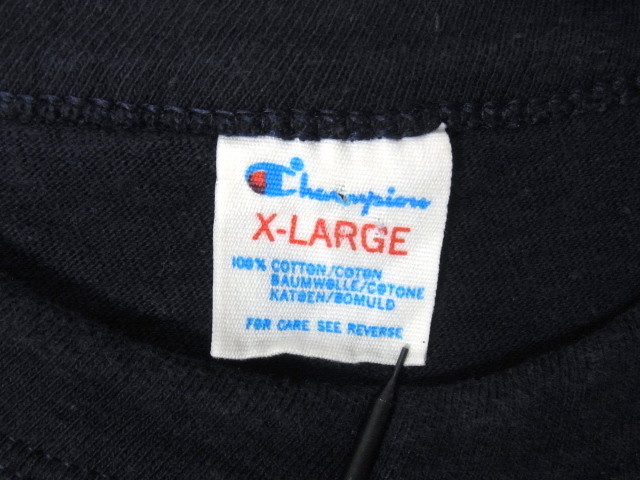 Champion
X-LARGE
100% COTTON/COTON
BAUMWOLLE/COTONE
KATOEN/BOMULD
FOR CARE SEE REVERSE